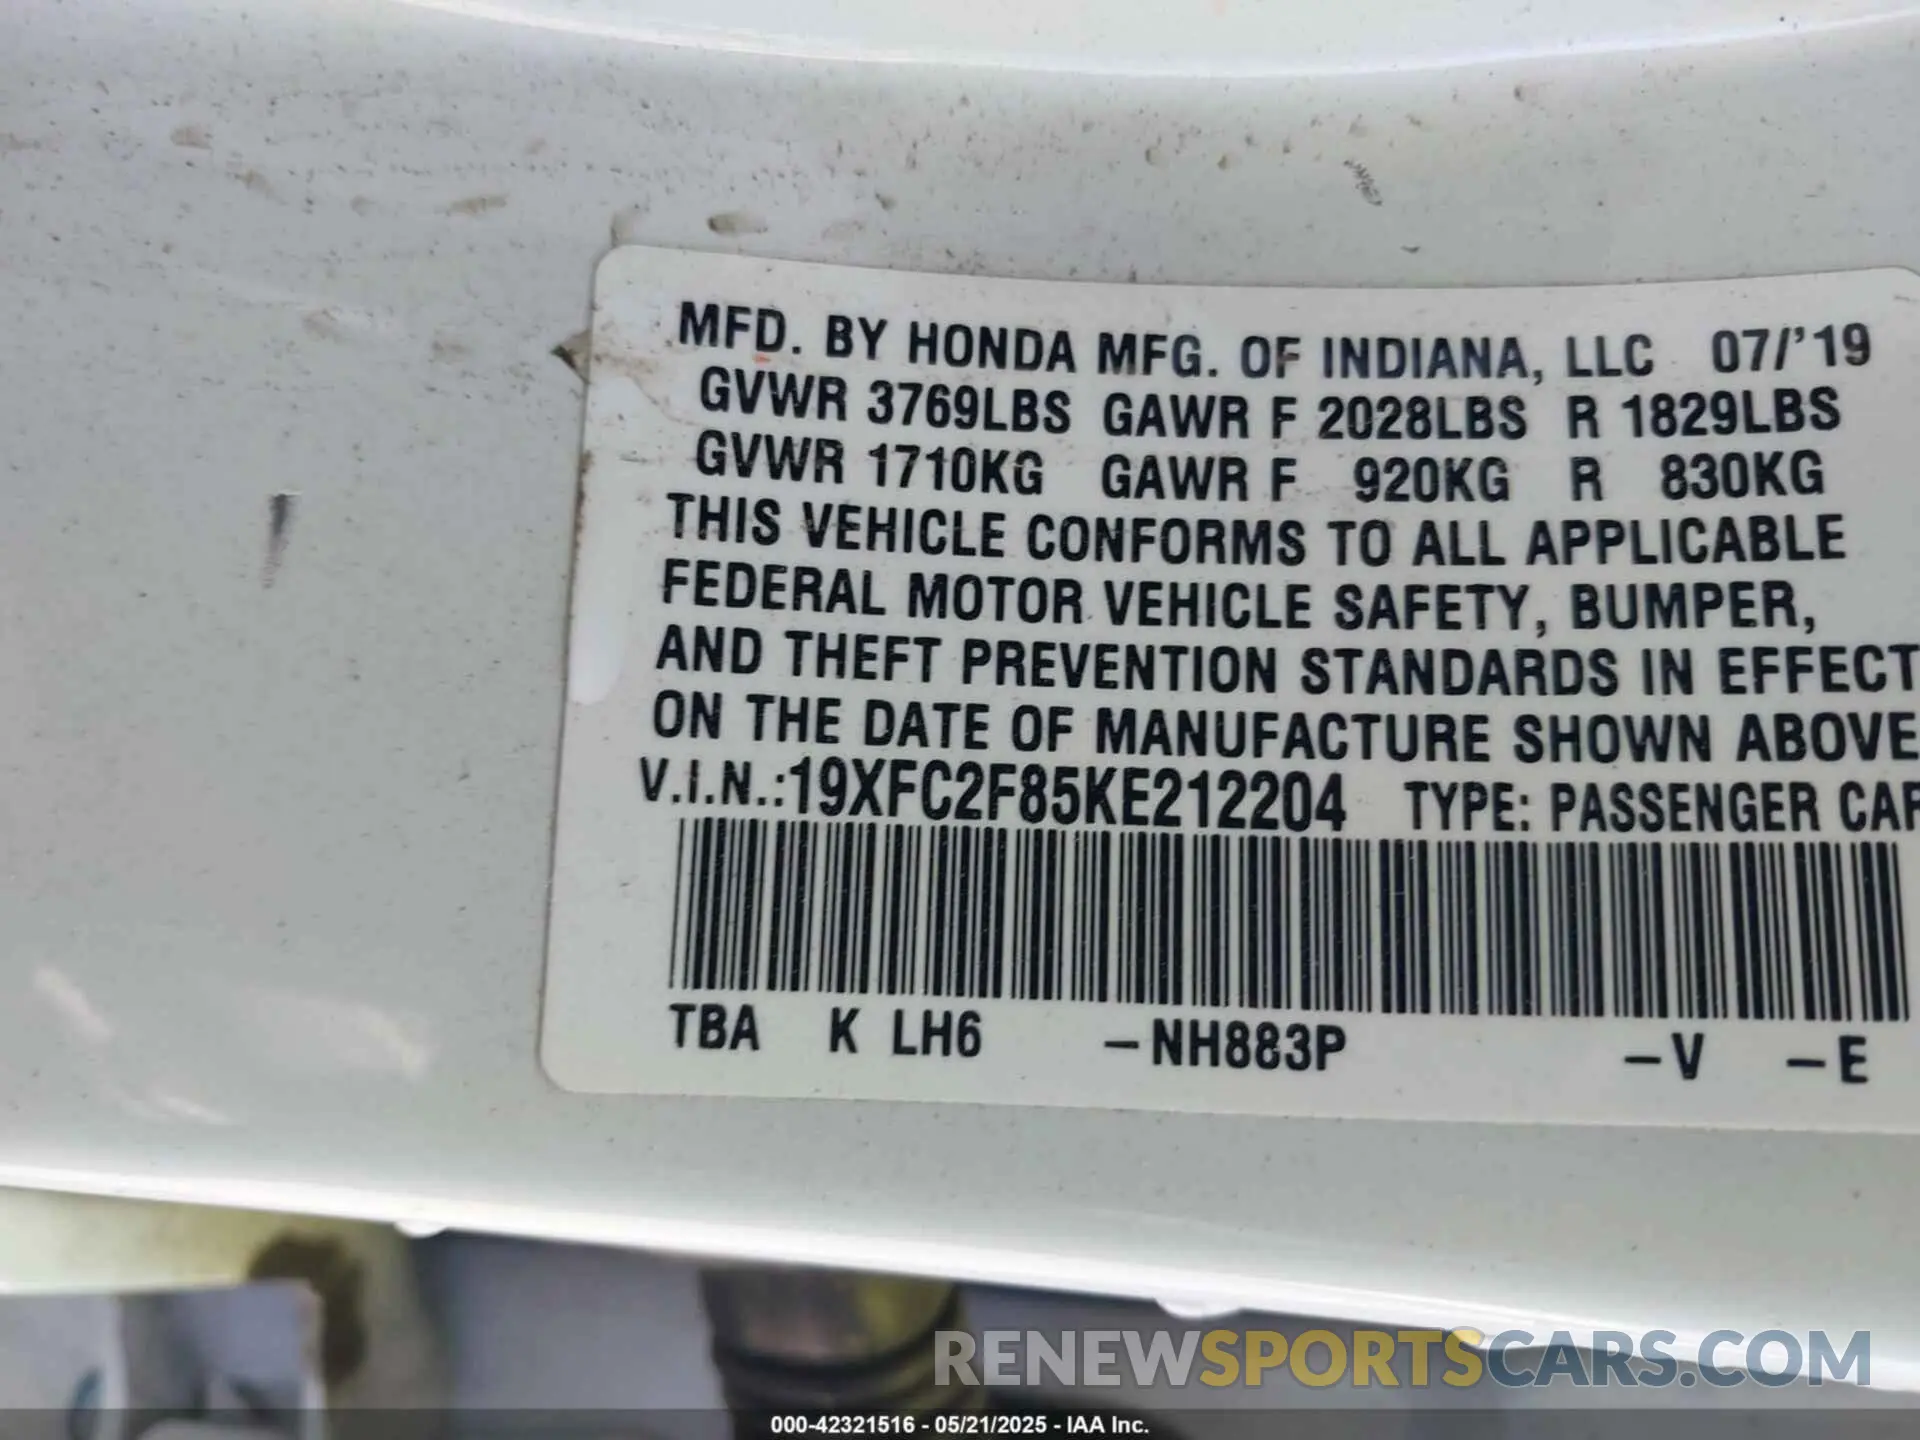 MFD. BY HONDA MFG. OF INDIANA, LLC 07/'19
GVWR 3769LBS GAWR F 2028LBS R 1829LBS
GVWR 1710KG GAWR F 920KG R 830KG
THIS VEHICLE CONFORMS TO ALL APPLICABLE
FEDERAL MOTOR VEHICLE SAFETY, BUMPER,
AND THEFT PREVENTION STANDARDS IN EFFECT
ON THE DATE OF MANUFACTURE SHOWN ABOVE
V.I.N.:19XFC2F85KE212204 TYPE: PASSENGER CAR
TBA K LH6 -NH883P -V -E
RENEWSPORTSCARS.COM
000-42321516 - 05/21/2025 - IAA Inc.